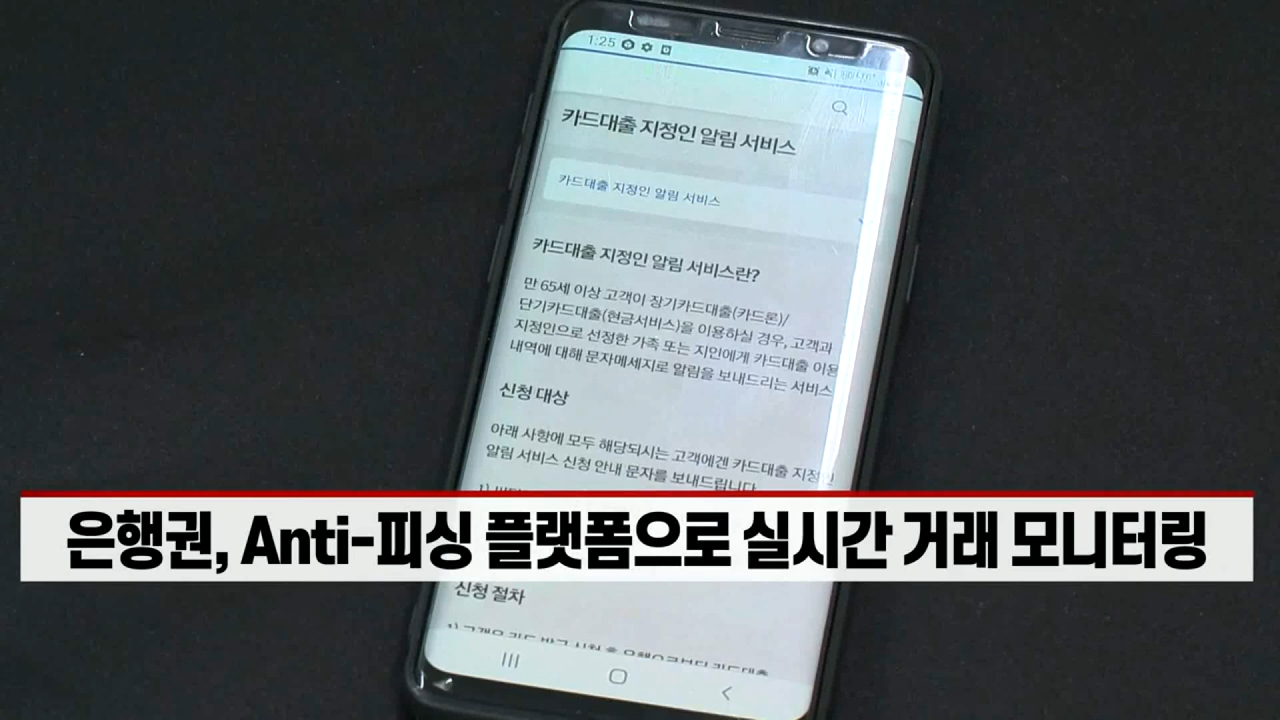 1:25
카드대출 지정인 알림 서비스
카드대출 지정인 알림 서비스
카드대출 지정인 알림 서비스란?
만 65세 이상 고객이 장기카드대출(카드론)/
단기카드대출(현금서비스)을 이용하실 경우, 고객과
지정인으로 선정한 가족 또는 지인에게 카드대출 이용
내역에 대해 문자메세지로 알림을 보내드리는 서비스
신청 대상
아래 사항에 모두 해당되시는 고객에겐 카드대출 지정인
알림 서비스 신청 안내 문자를 보내드립니다
은행권, Anti-피싱 플랫폼으로 실시간 거래 모니터링
신청 절차